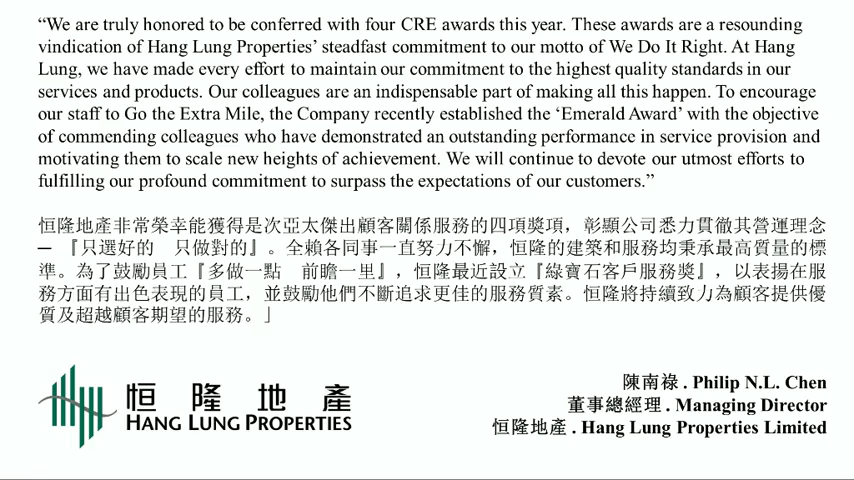 “We are truly honored to be conferred with four CRE awards this year. These awards are a resounding
vindication of Hang Lung Properties’ steadfast commitment to our motto of We Do It Right. At Hang
Lung, we have made every effort to maintain our commitment to the highest quality standards in our
services and products. Our colleagues are an indispensable part of making all this happen. To encourage
our staff to Go the Extra Mile, the Company recently established the ‘Emerald Award’ with the objective
of commending colleagues who have demonstrated an outstanding performance in service provision and
motivating them to scale new heights of achievement. We will continue to devote our utmost efforts to
fulfilling our profound commitment to surpass the expectations of our customers.”
恒隆地產非常榮幸能獲得是次亞太傑出顧客關係服務的四項獎項，彰顯公司悉力貫徹其營運理念
─ 『只選好的　只做對的』。全賴各同事一直努力不懈，恒隆的建築和服務均秉承最高質量的標
準。為了鼓勵員工『多做一點　前瞻一里』，恒隆最近設立『綠寶石客戶服務獎』，以表揚在服
務方面有出色表現的員工，並鼓勵他們不斷追求更佳的服務質素。恒隆將持續致力為顧客提供優
質及超越顧客期望的服務。」
恒隆地產
HANG LUNG PROPERTIES
陳南祿 . Philip N.L. Chen
董事總經理 . Managing Director
恒隆地產 . Hang Lung Properties Limited